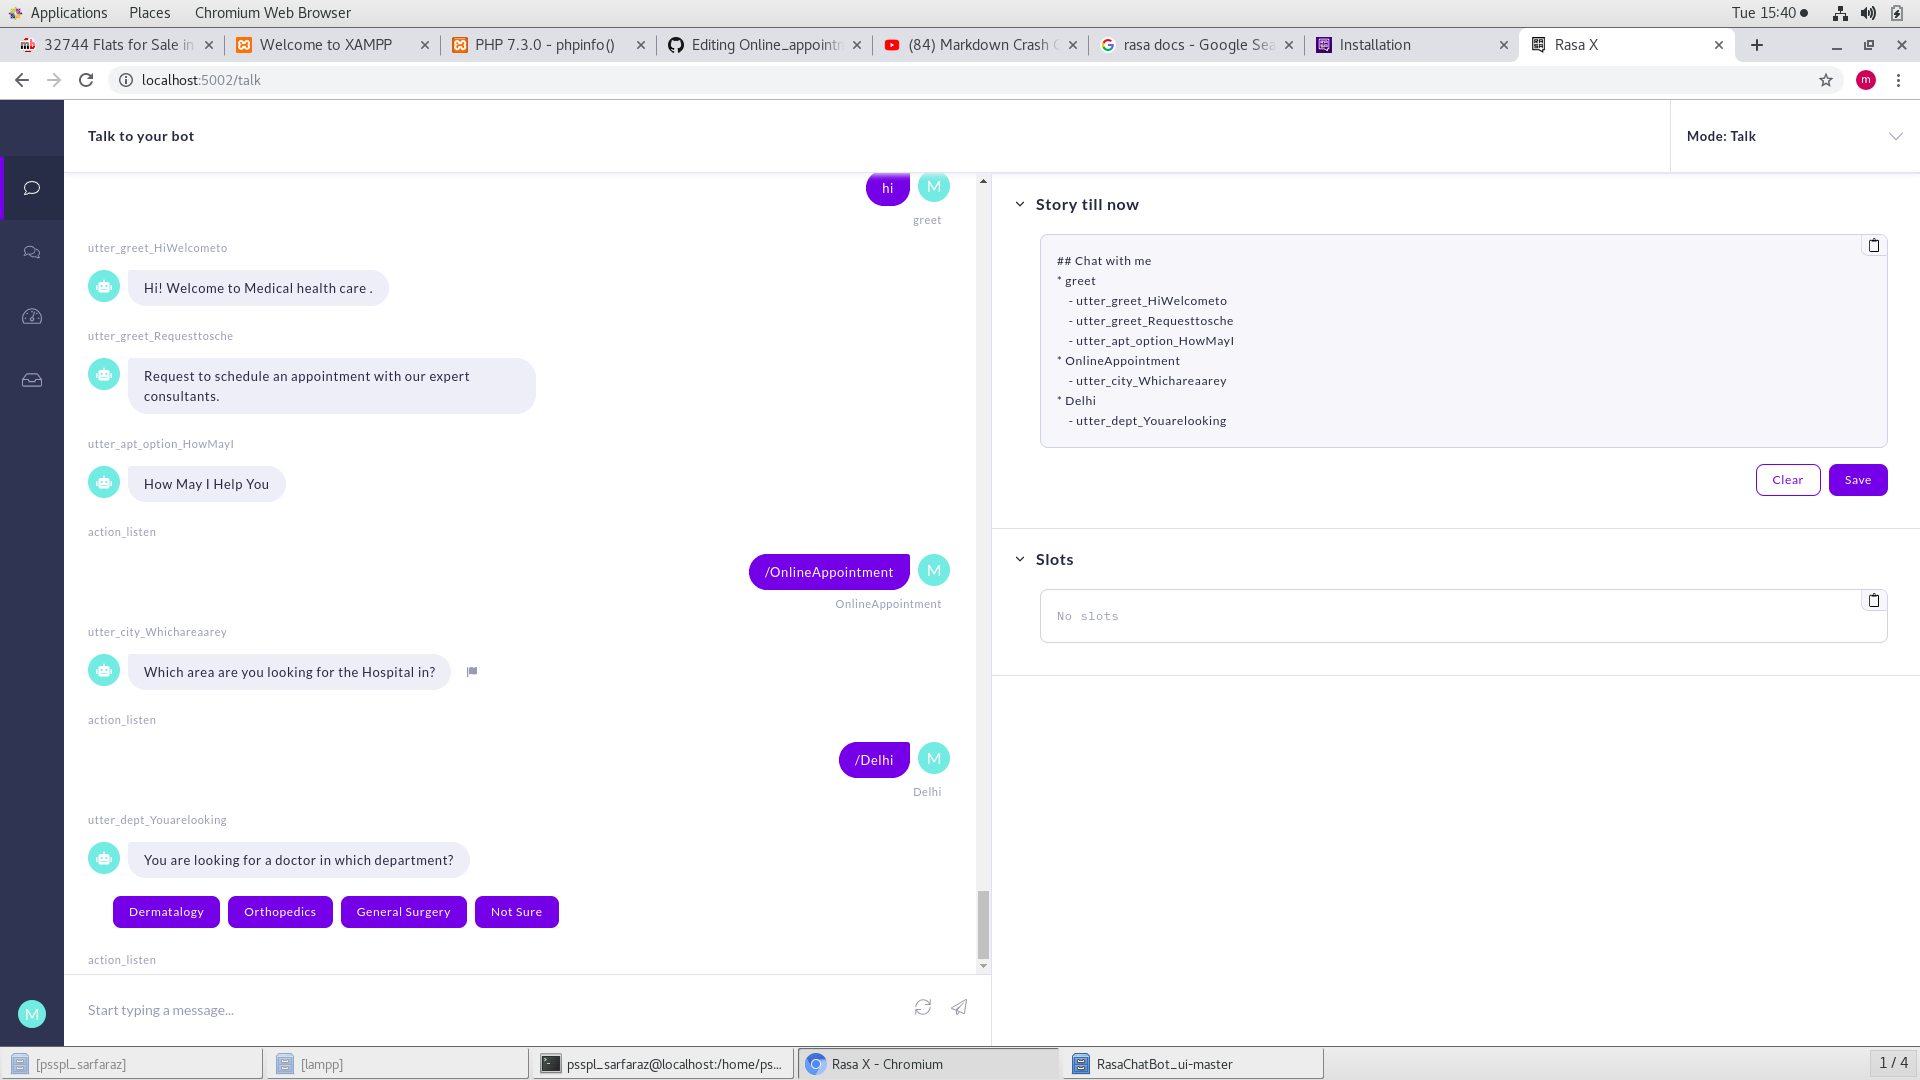 Applications Places Chromium Web Browser Tue 15:40
32744 Flats for Sale in
Welcome to XAMPP
PHP 7.3.0 - phpinfo()
Editing Online_appointm
(84) Markdown Crash C
rasa docs - Google Sea
Installation
Rasa X
localhost:5002/talk
m
Talk to your bot
Mode: Talk
hi
M
greet
utter_greet_HiWelcometo
Hi! Welcome to Medical health care .
utter_greet_Requesttosche
Request to schedule an appointment with our expert
consultants.
utter_apt_option_HowMayI
How May I Help You
action_listen
/OnlineAppointment
M
OnlineAppointment
utter_city_Whichareaarey
Which area are you looking for the Hospital in?
action_listen
/Delhi
M
Delhi
utter_dept_Youarelooking
You are looking for a doctor in which department?
Dermatalogy Orthopedics General Surgery Not Sure
action_listen
Start typing a message...
M
Story till now
## Chat with me
* greet
- utter_greet_HiWelcometo
- utter_greet_Requesttosche
- utter_apt_option_HowMayI
* OnlineAppointment
- utter_city_Whichareaarey
* Delhi
- utter_dept_Youarelooking
Clear Save
Slots
No slots
[psspl_sarfaraz]
[lampp]
psspl_sarfaraz@localhost:/home/ps...
Rasa X - Chromium
RasaChatBot_ui-master
1 / 4